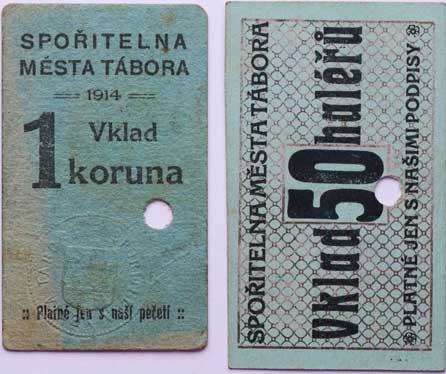 SPOŘITELNA
MĚSTA TÁBORA
1914
1 Vklad
koruna
:: Platné jen s naší pečetí ::
SPOŘITELNA MĚSTA TÁBORA
Vklad 50 haléřů
PLATNÉ JEN S NAŠIMI PODPISY